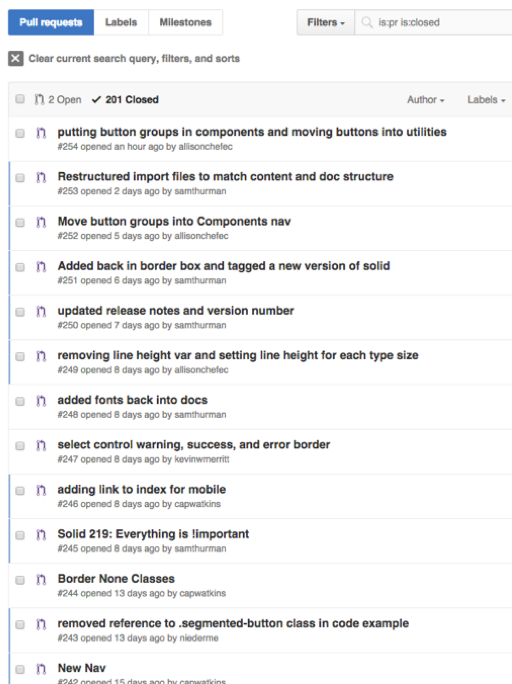 Pull requests Labels Milestones Filters is:pr is:closed
Clear current search query, filters, and sorts
2 Open 201 Closed Author Labels
putting button groups in components and moving buttons into utilities
#254 opened an hour ago by allisonchefec
Restructured import files to match content and doc structure
#253 opened 2 days ago by samthurman
Move button groups into Components nav
#252 opened 5 days ago by allisonchefec
Added back in border box and tagged a new version of solid
#251 opened 6 days ago by samthurman
updated release notes and version number
#250 opened 7 days ago by samthurman
removing line height var and setting line height for each type size
#249 opened 8 days ago by allisonchefec
added fonts back into docs
#248 opened 8 days ago by samthurman
select control warning, success, and error border
#247 opened 8 days ago by kevinwmerritt
adding link to index for mobile
#246 opened 8 days ago by capwatkins
Solid 219: Everything is !important
#245 opened 8 days ago by samthurman
Border None Classes
#244 opened 13 days ago by capwatkins
removed reference to .segmented-button class in code example
#243 opened 13 days ago by niederme
New Nav
#242 opened 15 days ago by capwatkins